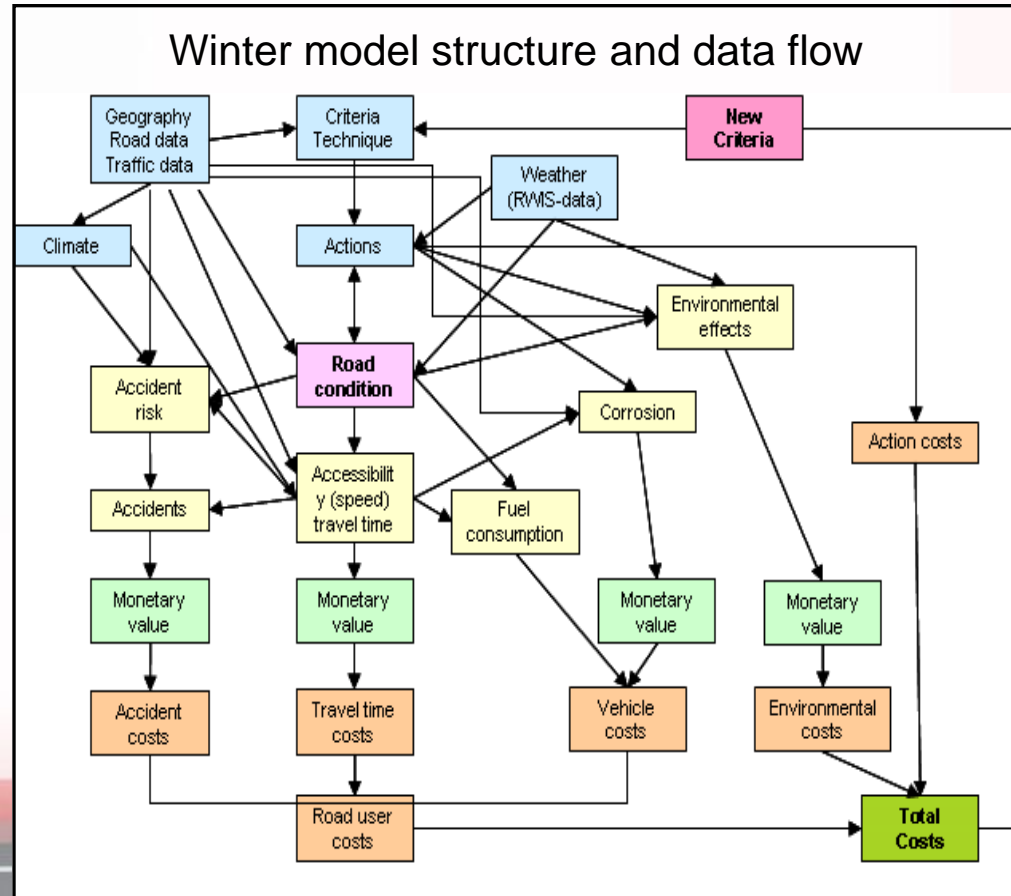 Winter model structure and data flow
Geography
Road data
Traffic data
Criteria
Technique
New
Criteria
Weather
(RWIS-data)
Climate
Actions
Environmental
effects
Road
condition
Accident
risk
Corrosion
Action costs
Accessibilit
y (speed)
travel time
Accidents
Fuel
consumption
Monetary
value
Monetary
value
Monetary
value
Monetary
value
Accident
costs
Travel time
costs
Vehicle
costs
Environmental
costs
Road user
costs
Total
Costs